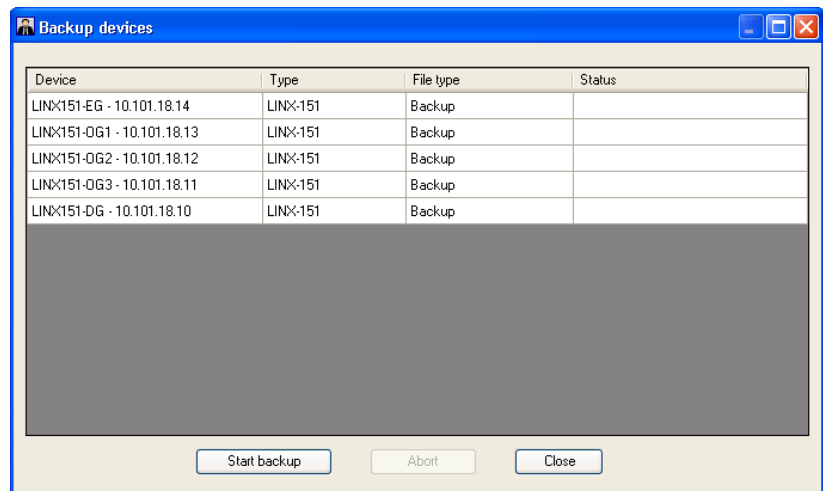 Backup devices
Device Type File type Status
LINX151-EG - 10.101.18.14 LINX-151 Backup
LINX151-OG1 - 10.101.18.13 LINX-151 Backup
LINX151-OG2 - 10.101.18.12 LINX-151 Backup
LINX151-OG3 - 10.101.18.11 LINX-151 Backup
LINX151-DG - 10.101.18.10 LINX-151 Backup
Start backup Abort Close